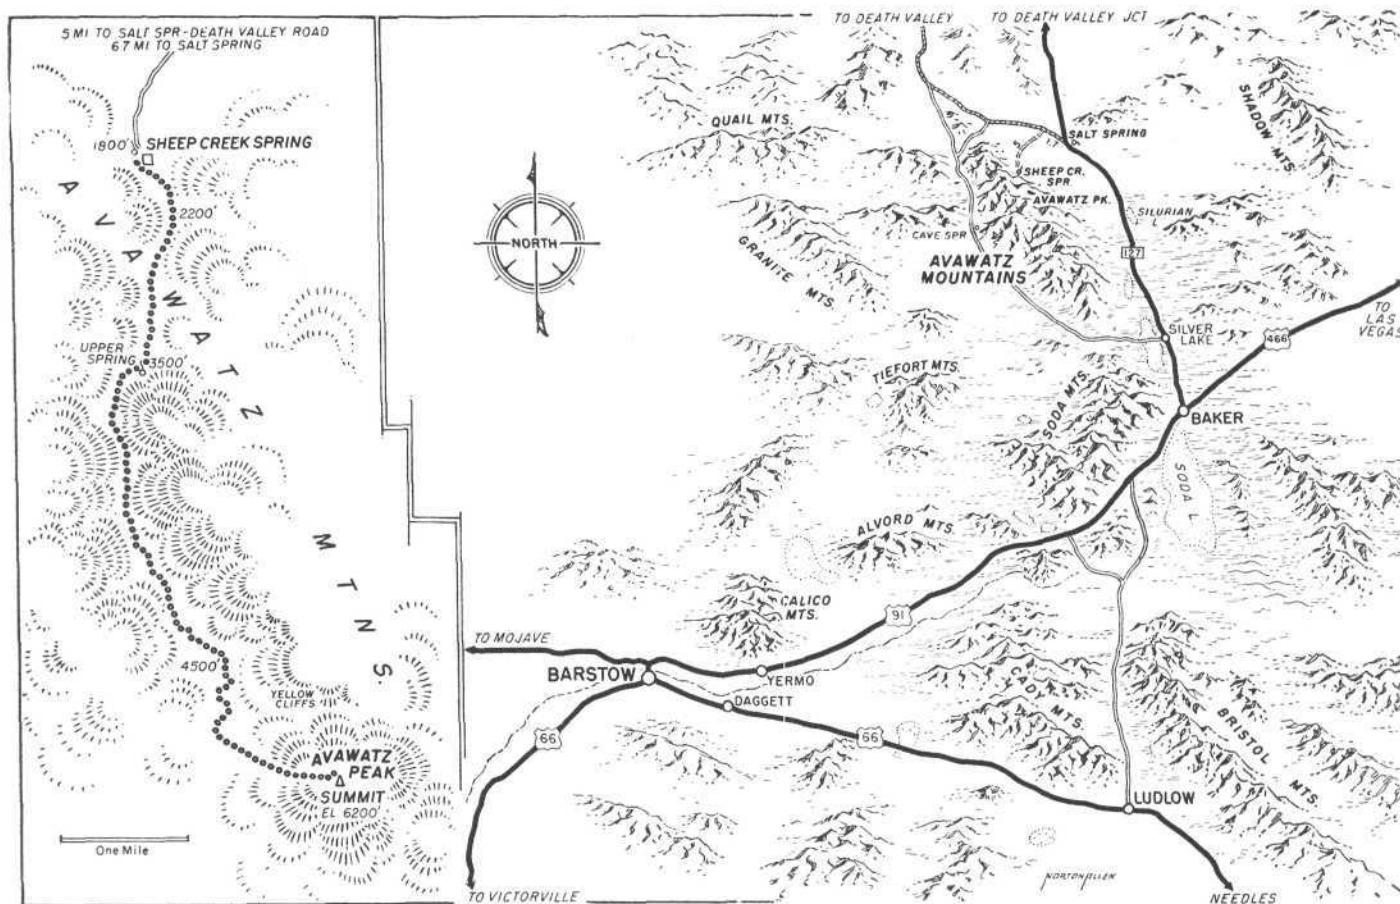 5 MI TO SALT SPR-DEATH VALLEY ROAD
6.7 MI TO SALT SPRING
1800'
SHEEP CREEK SPRING
2200'
AVAWATZ MTNS.
UPPER
SPRING
3500'
4500'
YELLOW
CLIFFS
AVAWATZ
PEAK
SUMMIT
EL 6200'
One Mile
TO DEATH VALLEY
TO DEATH VALLEY JCT
QUAIL MTS.
SHADOW MTS.
SALT SPRING
SHEEP CR.
SPR
AVAWATZ PK.
NORTH
SILURIAN
L
CAVE SPR
GRANITE MTS.
AVAWATZ
MOUNTAINS
127
TO
LAS
VEGAS
SILVER
LAKE
466
TIEFORT MTS.
SODA MTS.
BAKER
SODA L
ALVORD MTS.
CALICO
MTS.
91
TO MOJAVE
BARSTOW
YERMO
DAGGETT
CADY MTS.
BRISTOL MTS.
66
66
LUDLOW
NORTON ALLEN
TO VICTORVILLE
NEEDLES